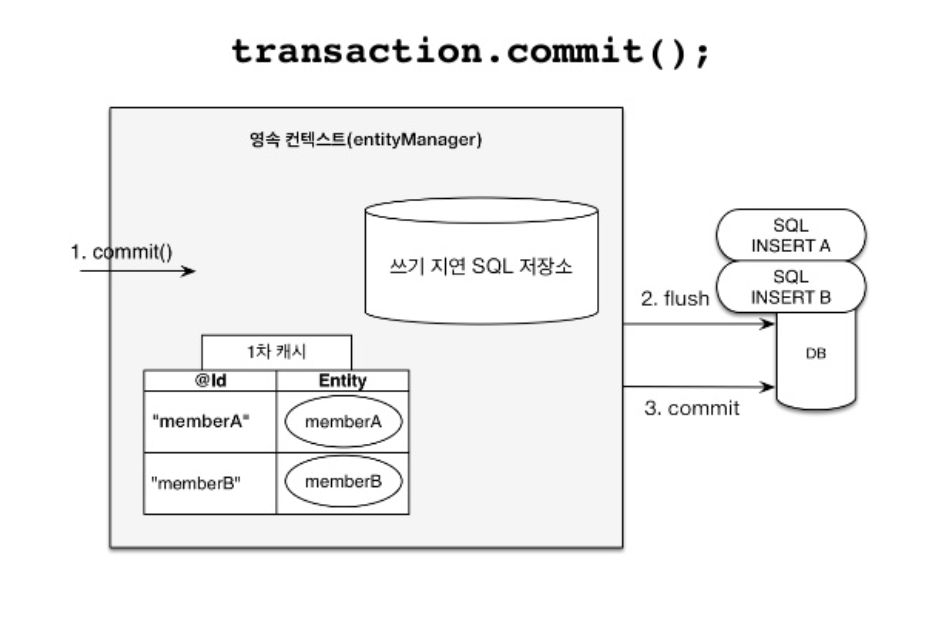 transaction.commit();
영속 컨텍스트(entityManager)
1. commit()
쓰기 지연 SQL 저장소
SQL
INSERT A
SQL
INSERT B
2. flush
DB
3. commit
1차 캐시
@Id Entity
"memberA" memberA
"memberB" memberB